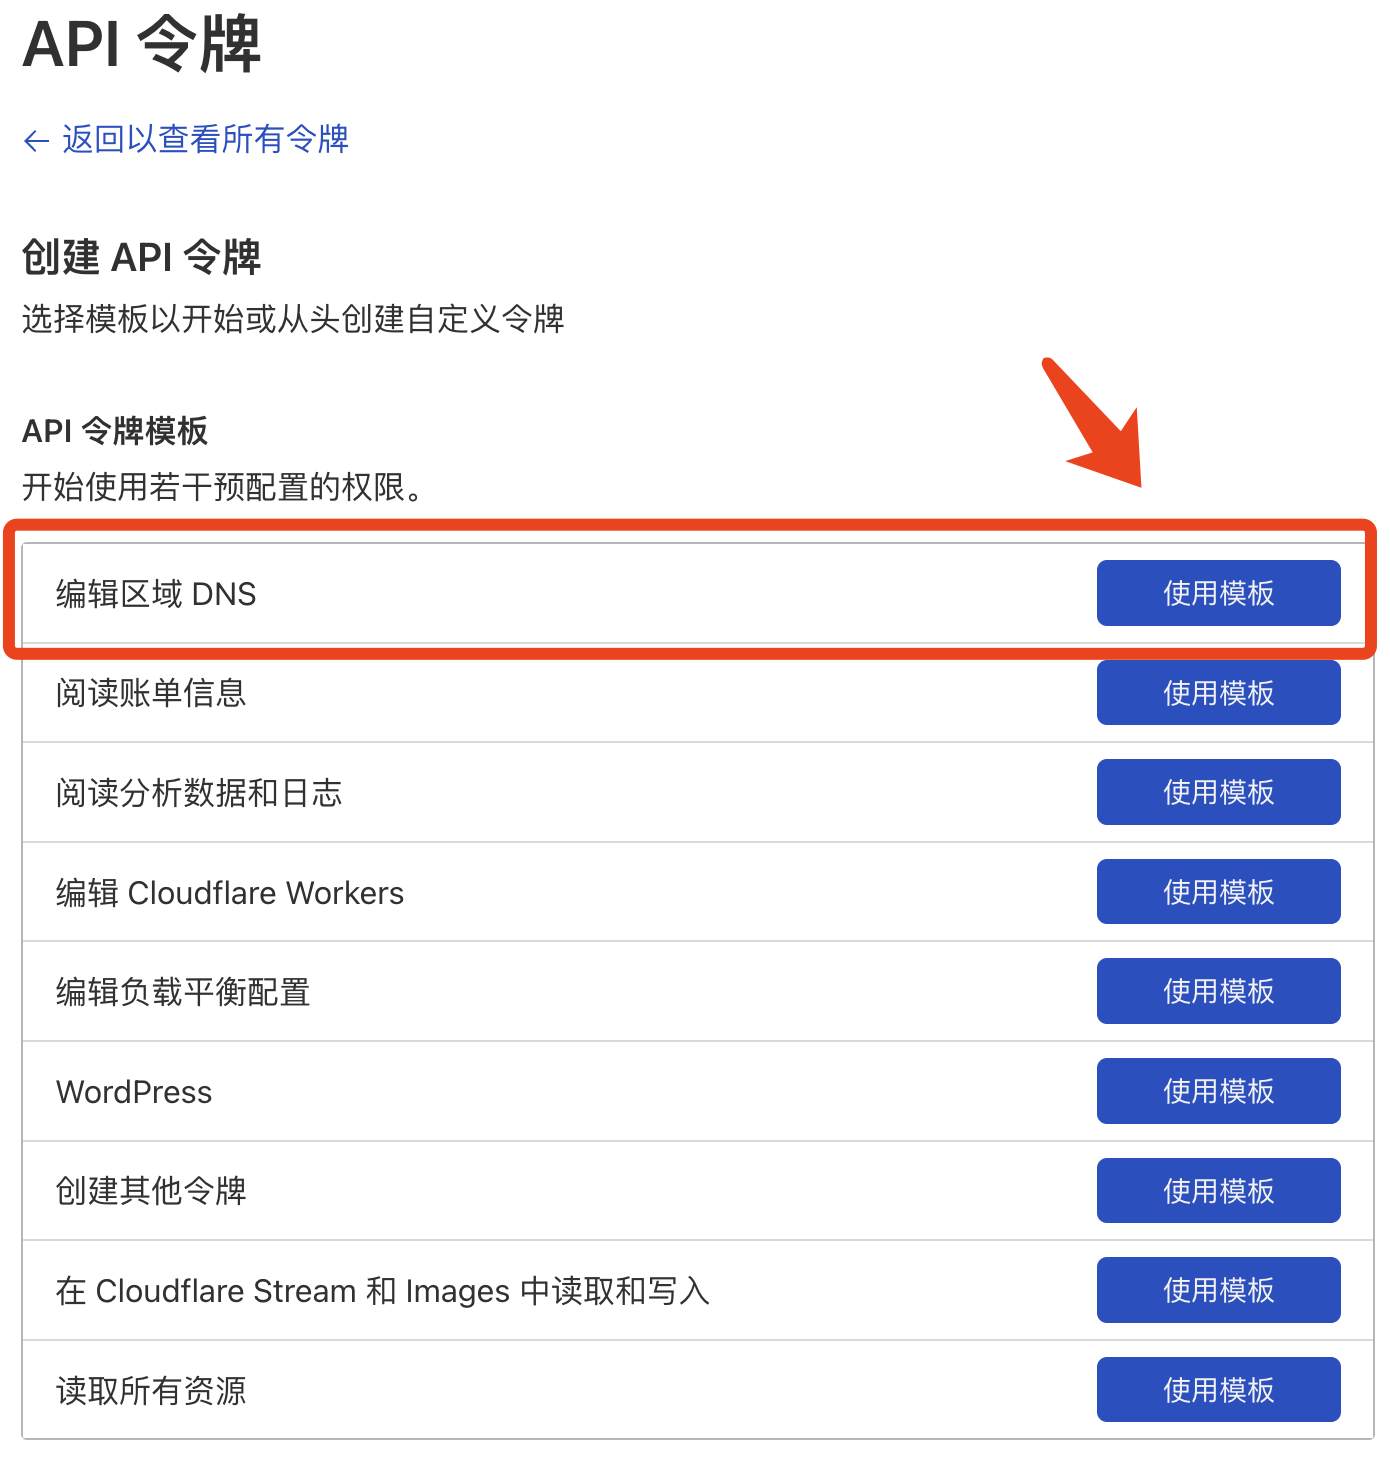 API 令牌
← 返回以查看所有令牌
创建 API 令牌
选择模板以开始或从头创建自定义令牌
API 令牌模板
开始使用若干预配置的权限。
编辑区域 DNS 使用模板
阅读账单信息 使用模板
阅读分析数据和日志 使用模板
编辑 Cloudflare Workers 使用模板
编辑负载平衡配置 使用模板
WordPress 使用模板
创建其他令牌 使用模板
在 Cloudflare Stream 和 Images 中读取和写入 使用模板
读取所有资源 使用模板